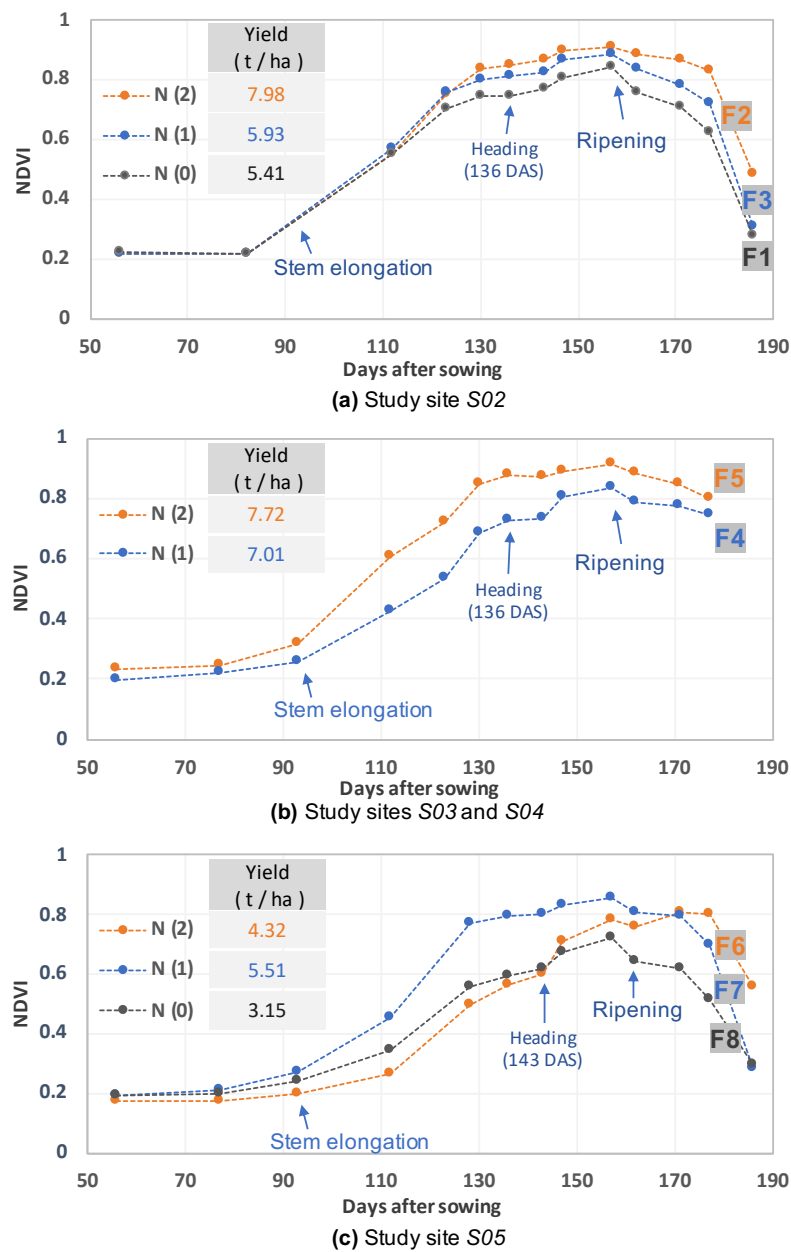 1
0.8
0.6
0.4
0.2
0
NDVI
Yield
( t / ha )
N (2) 7.98
N (1) 5.93
N (0) 5.41
Heading
(136 DAS)
Ripening
Stem elongation
F2
F3
F1
50 70 90 110 130 150 170 190
Days after sowing
(a) Study site S02
1
0.8
0.6
0.4
0.2
0
NDVI
Yield
( t / ha )
N (2) 7.72
N (1) 7.01
Heading
(136 DAS)
Ripening
Stem elongation
F5
F4
50 70 90 110 130 150 170 190
Days after sowing
(b) Study sites S03 and S04
1
0.8
0.6
0.4
0.2
0
NDVI
Yield
( t / ha )
N (2) 4.32
N (1) 5.51
N (0) 3.15
Heading
(143 DAS)
Ripening
Stem elongation
F6
F7
F8
50 70 90 110 130 150 170 190
Days after sowing
(c) Study site S05